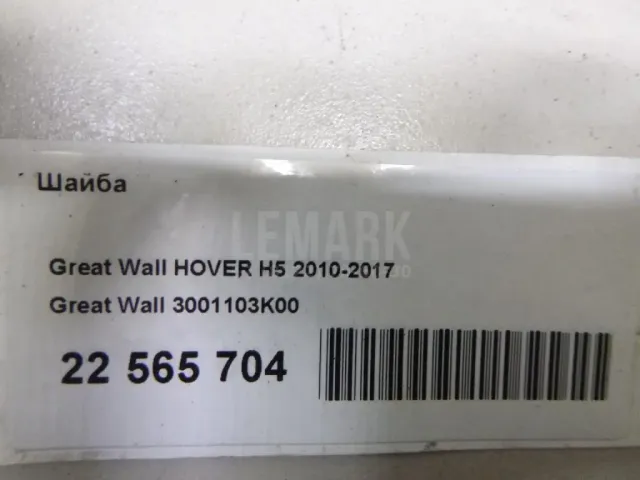 Шайба
LEMARK
Great Wall HOVER H5 2010-2017
Great Wall 3001103K00
22 565 704